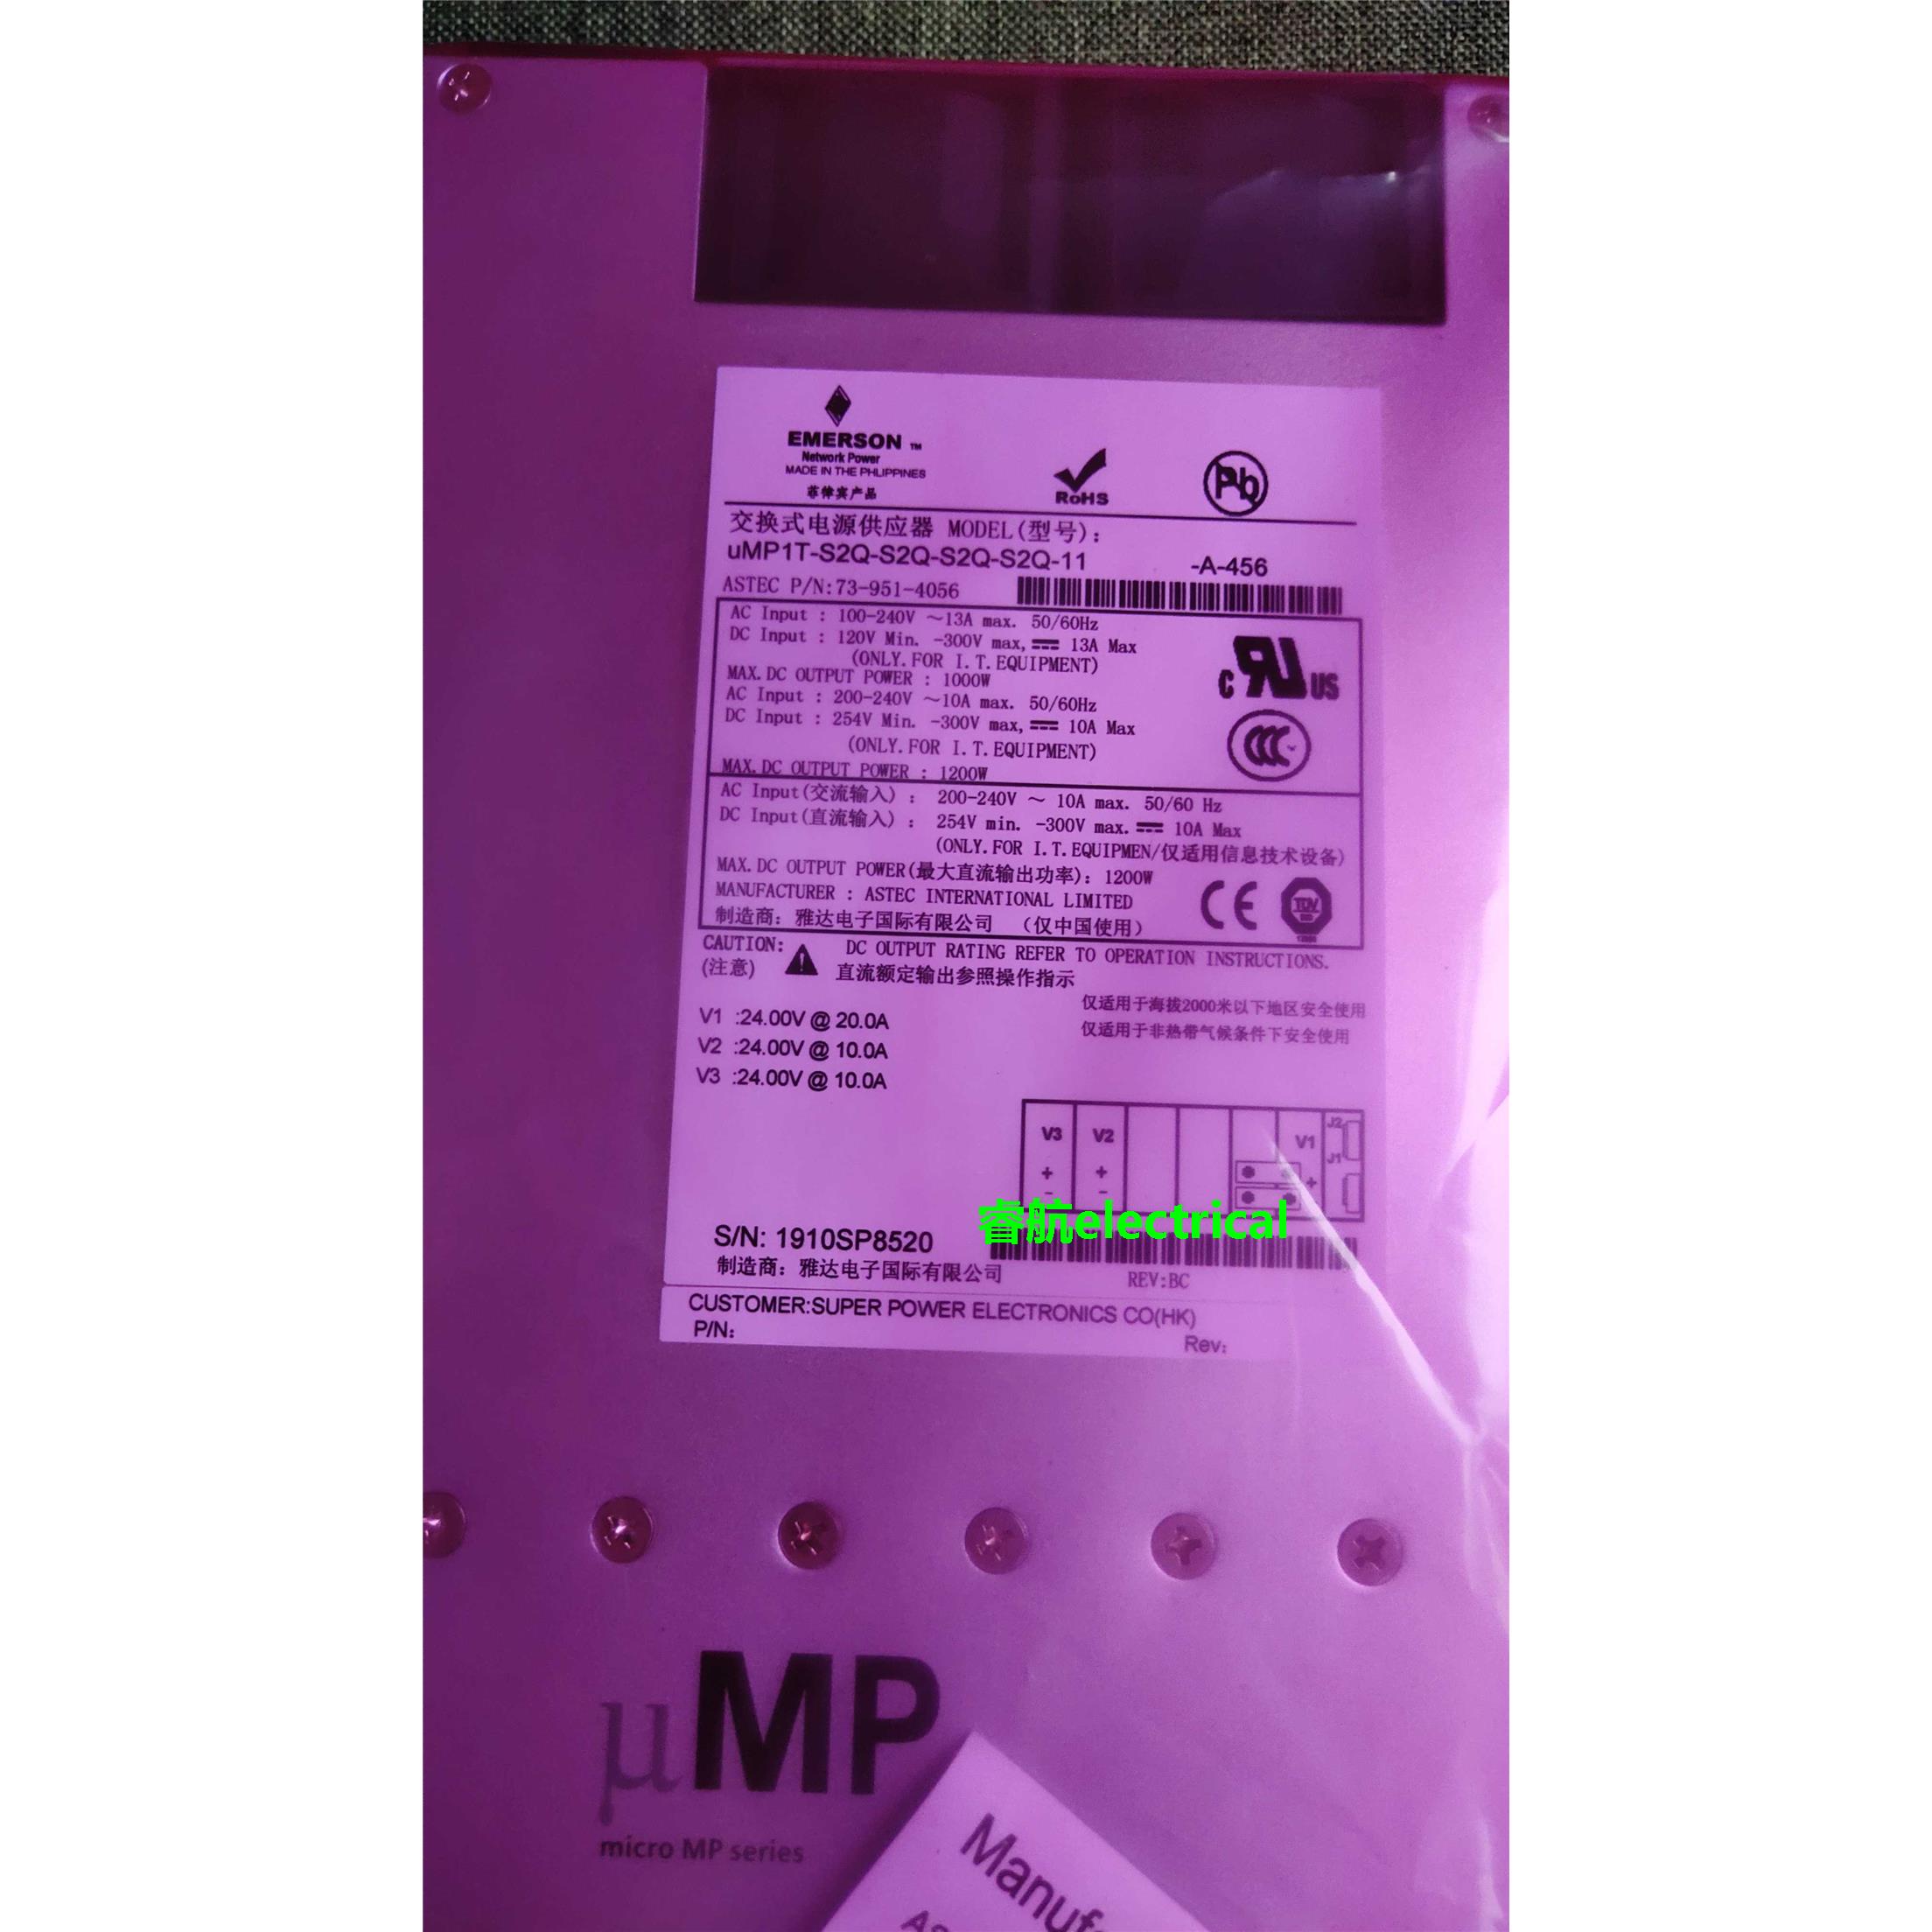 EMERSON ™
Network Power
MADE IN THE PHLIPPINES
菲律宾产品
RoHS
Pb
交换式电源供应器 MODEL(型号):
uMP1T-S2Q-S2Q-S2Q-S2Q-11 -A-456
ASTEC P/N:73-951-4056
AC Input : 100-240V ~13A max. 50/60Hz
DC Input : 120V Min. -300V max, 13A Max
(ONLY.FOR I.T.EQUIPMENT)
MAX.DC OUTPUT POWER : 1000W
AC Input : 200-240V ~10A max. 50/60Hz
DC Input : 254V Min. -300V max, 10A Max
(ONLY.FOR I.T.EQUIPMENT)
MAX.DC OUTPUT POWER : 1200W
C RU US
CCC
AC Input(交流输入) : 200-240V ~ 10A max. 50/60 Hz
DC Input(直流输入) : 254V min. -300V max. 10A Max
(ONLY.FOR I.T.EQUIPMEN/仅适用信息技术设备)
MAX.DC OUTPUT POWER(最大直流输出功率): 1200W
MANUFACTURER : ASTEC INTERNATIONAL LIMITED
制造商: 雅达电子国际有限公司 (仅中国使用)
CE TUV
CAUTION: DC OUTPUT RATING REFER TO OPERATION INSTRUCTIONS.
(注意) 直流额定输出参照操作指示
仅适用于海拔2000米以下地区安全使用
仅适用于非热带气候条件下安全使用
V1 :24.00V @ 20.0A
V2 :24.00V @ 10.0A
V3 :24.00V @ 10.0A
V3 V2 V1 J2
+ + + J1
- -
睿航electrical
S/N: 1910SP8520
制造商: 雅达电子国际有限公司
REV:BC
CUSTOMER:SUPER POWER ELECTRONICS CO(HK)
P/N: Rev:
µMP
micro MP series
Manuf
AS